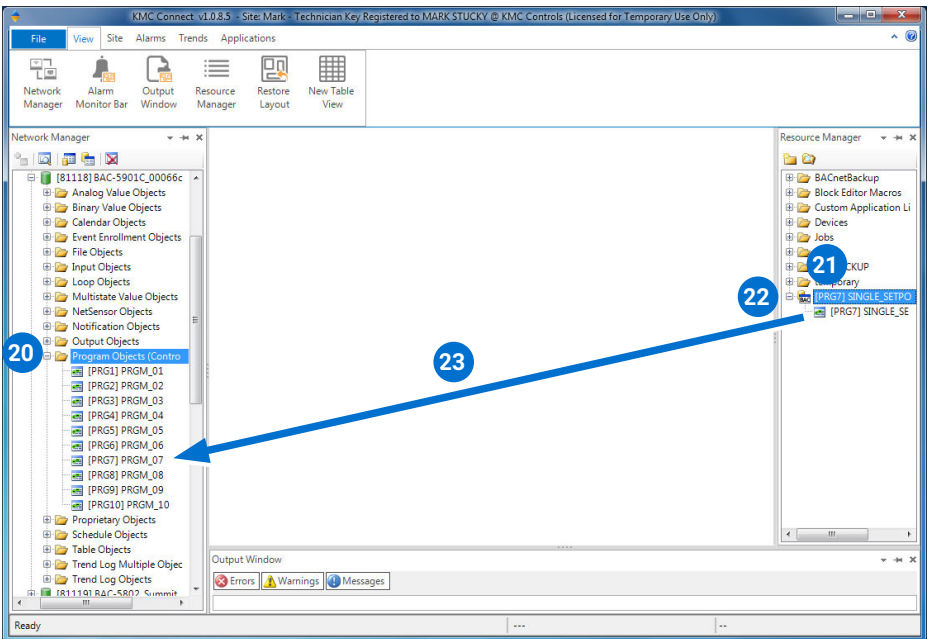 KMC Connect v1.0.8.5 - Site: Mark - Technician Key Registered to MARK STUCKY @ KMC Controls (Licensed for Temporary Use Only)
File View Site Alarms Trends Applications
Network Manager
Alarm Monitor Bar
Output Window
Resource Manager
Restore Layout
New Table View
Network Manager
[81118] BAC-5901C_00066c
Analog Value Objects
Binary Value Objects
Calendar Objects
Event Enrollment Objects
File Objects
Input Objects
Loop Objects
Multistate Value Objects
NetSensor Objects
Notification Objects
Output Objects
20
Program Objects (Contro
[PRG1] PRGM_01
[PRG2] PRGM_02
[PRG3] PRGM_03
[PRG4] PRGM_04
[PRG5] PRGM_05
[PRG6] PRGM_06
[PRG7] PRGM_07
[PRG8] PRGM_08
[PRG9] PRGM_09
[PRG10] PRGM_10
Proprietary Objects
Schedule Objects
Table Objects
Trend Log Multiple Objec
Trend Log Objects
[81119] BAC-5802 Summit
23
Resource Manager
BACnetBackup
Block Editor Macros
Custom Application Li
Devices
Jobs
21
CKUP
temporary
22
[PRG7] SINGLE_SETPO
[PRG7] SINGLE_SE
Output Window
Errors Warnings Messages
Ready --- --